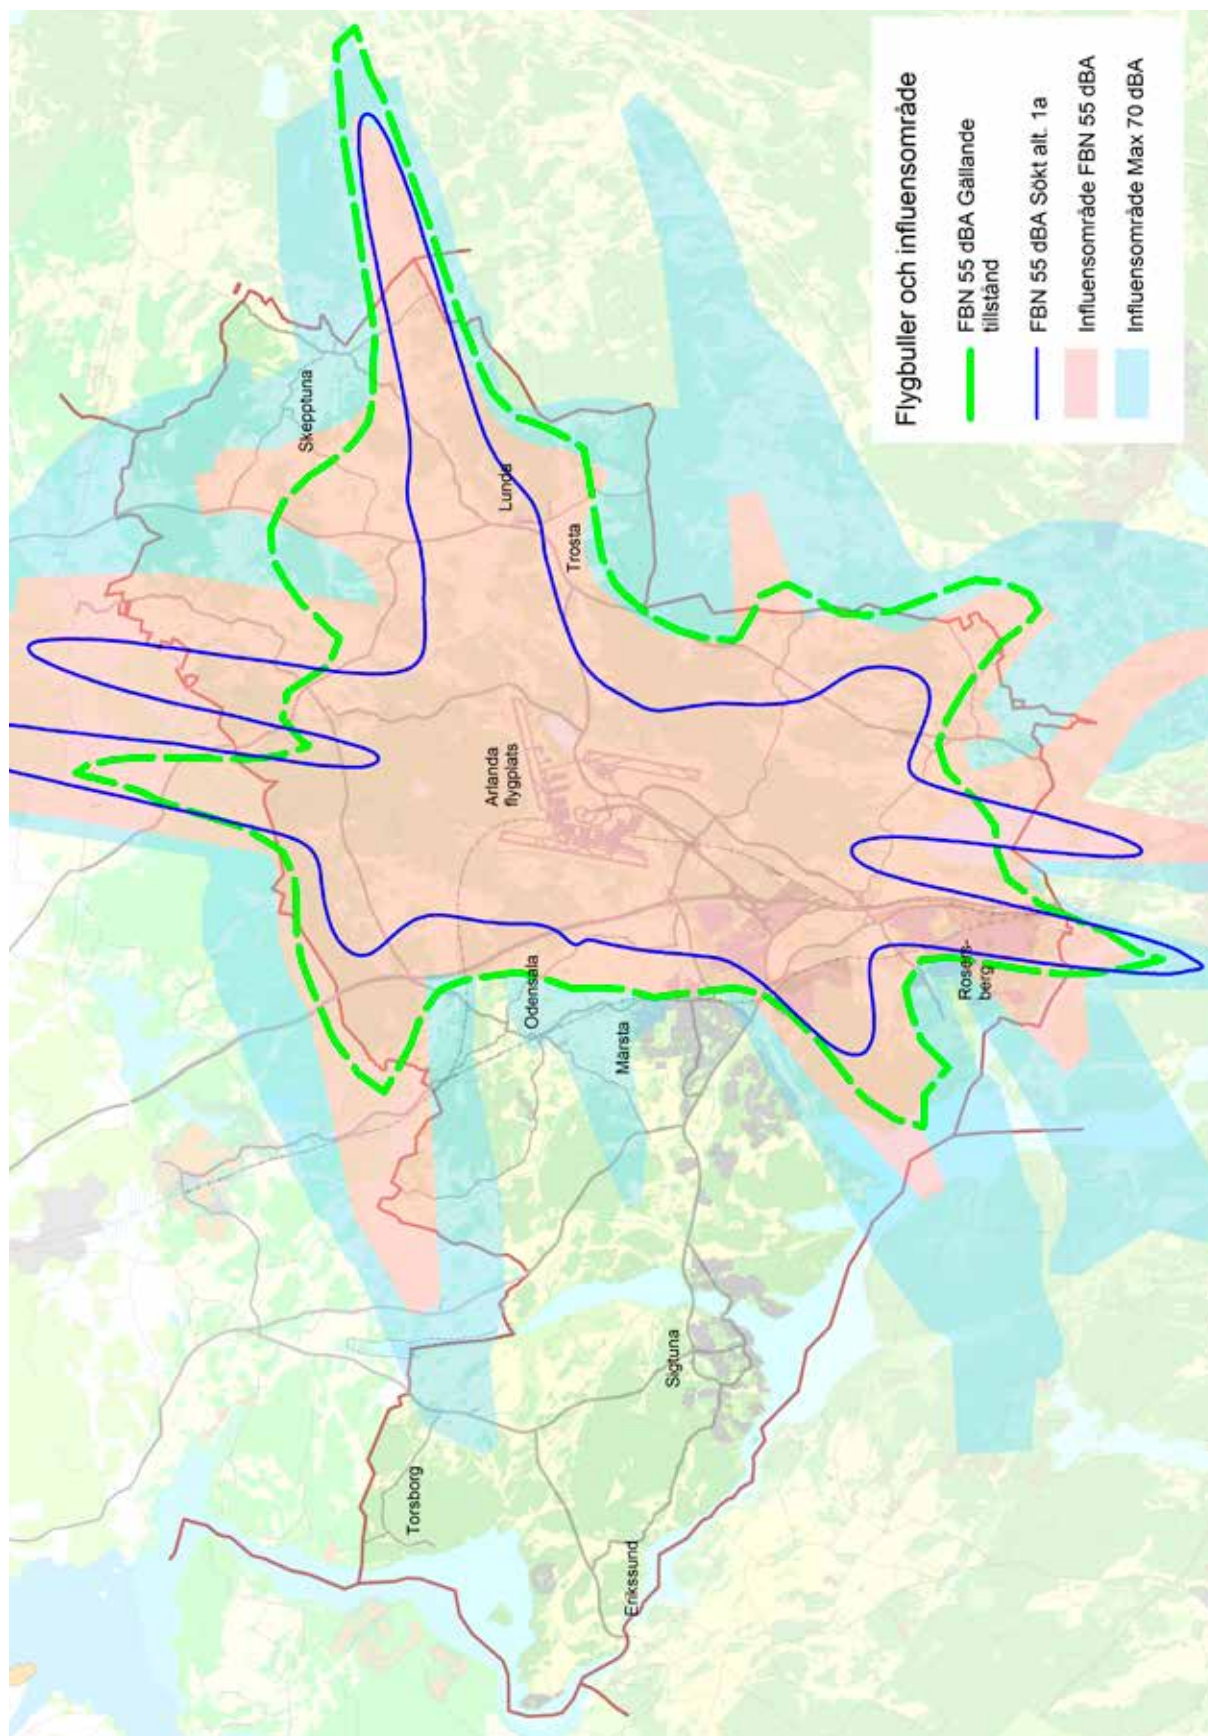 Flygbuller och influensområde
FBN 55 dBA Gällande
tillstånd
FBN 55 dBA Sökt alt. 1a
Influensområde FBN 55 dBA
Influensområde Max 70 dBA
Skepptuna
Lunda
Trosta
Arlanda
flygplats
Odensala
Märsta
Rosers-
berg
Sigtuna
Torsborg
Erikssund